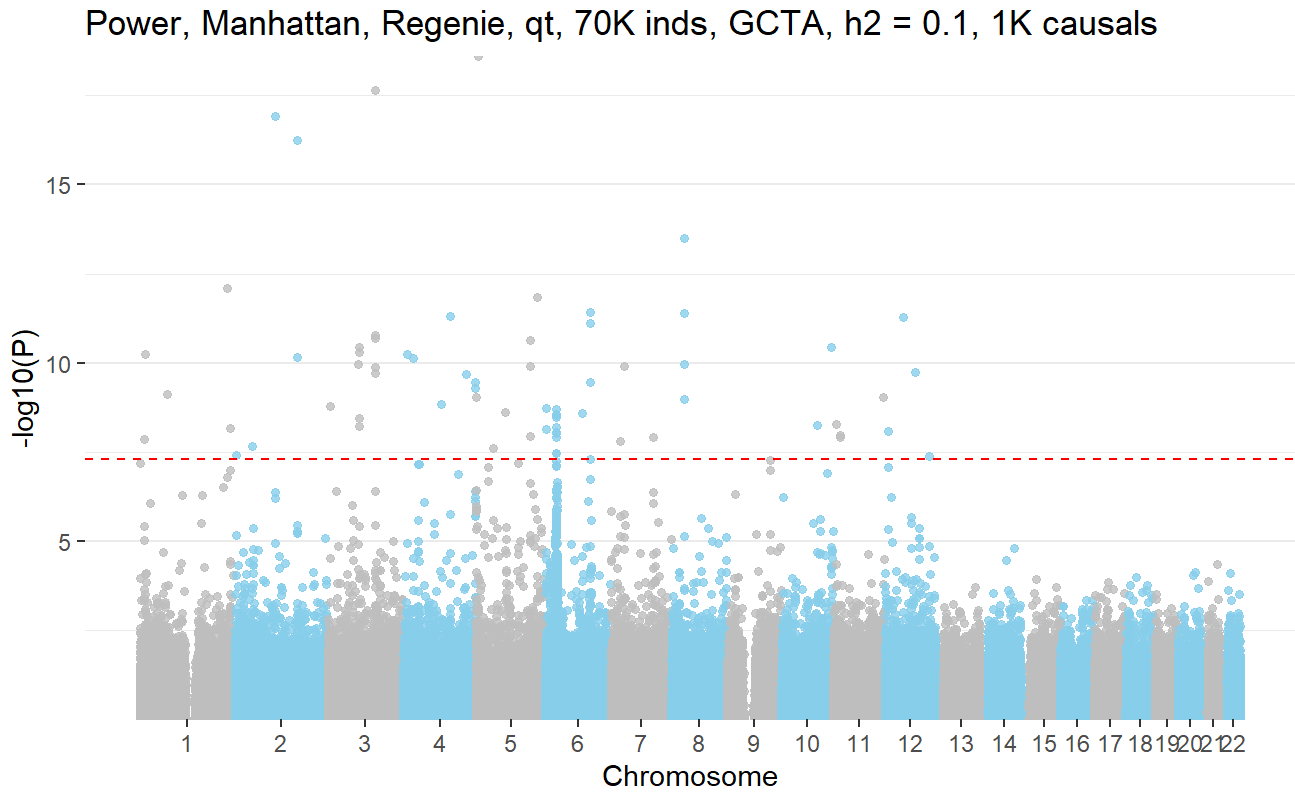 Power, Manhattan, Regenie, qt, 70K inds, GCTA, h2 = 0.1, 1K causals
-log10(P)
15
10
5
1 2 3 4 5 6 7 8 9 10 11 12 13 14 15 16 17 18 19 20 21 22
Chromosome